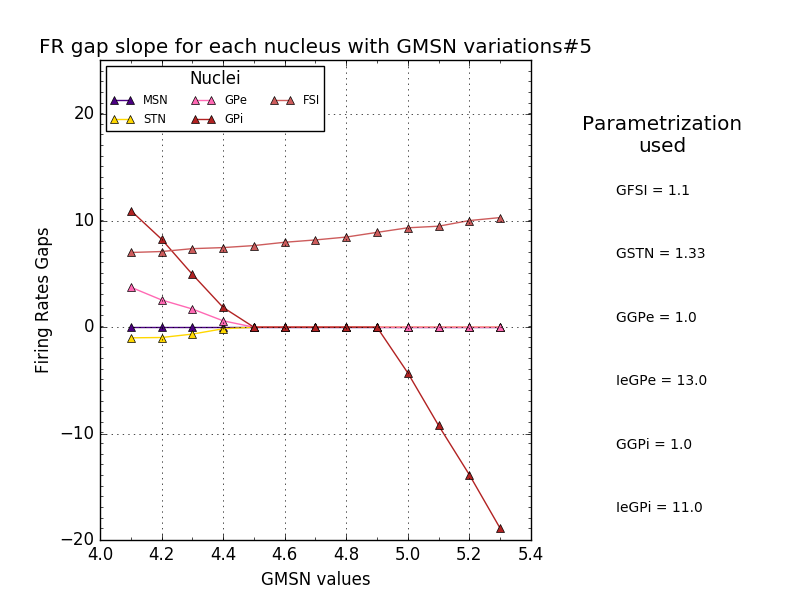 FR gap slope for each nucleus with GMSN variations#5
Nuclei
MSN GPe FSI
STN GPi
20
10
0
−10
−20
Firing Rates Gaps
4.0 4.2 4.4 4.6 4.8 5.0 5.2 5.4
GMSN values
Parametrization
used
GFSI = 1.1
GSTN = 1.33
GGPe = 1.0
IeGPe = 13.0
GGPi = 1.0
IeGPi = 11.0